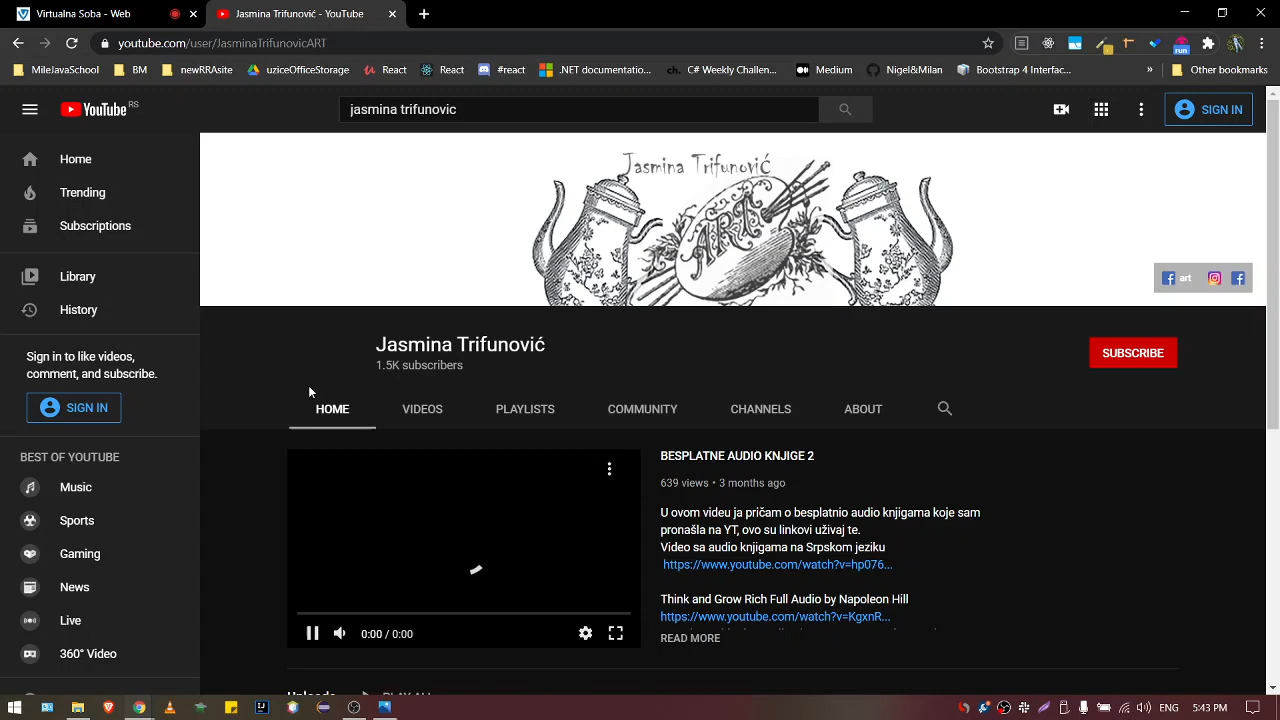 Virtualna Soba - Web
Jasmina Trifunović - YouTube
youtube.com/user/JasminaTrifunovicART
run
MikijavaSchool
BM
newRRAsite
uziceOfficeStorage
React
React
#react
.NET documentatio...
ch. C# Weekly Challen...
Medium
Nigel&Milan
Bootstrap 4 Interfac...
Other bookmarks
YouTube RS
jasmina trifunovic
SIGN IN
Home
Trending
Subscriptions
Library
History
Sign in to like videos,
comment, and subscribe.
SIGN IN
BEST OF YOUTUBE
Music
Sports
Gaming
News
Live
360° Video
Jasmina Trifunović
ART
art
Jasmina Trifunović
1.5K subscribers
SUBSCRIBE
HOME
VIDEOS
PLAYLISTS
COMMUNITY
CHANNELS
ABOUT
0:00 / 0:00
BESPLATNE AUDIO KNJIGE 2
639 views • 3 months ago
U ovom videu ja pričam o besplatnio audio knjigama koje sam
pronašla na YT, ovo su linkovi uživaj te.
Video sa audio knjigama na Srpskom jeziku
https://www.youtube.com/watch?v=hp076...
Think and Grow Rich Full Audio by Napoleon Hill
https://www.youtube.com/watch?v=KgxnR...
READ MORE
Uploads
PLAY ALL
ENG
5:43 PM